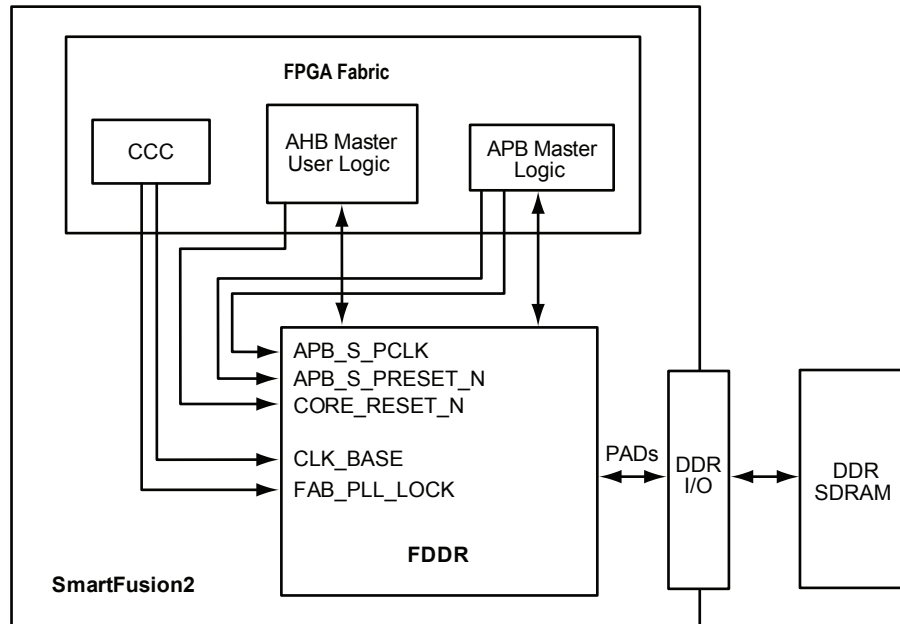 FPGA Fabric
CCC
AHB Master
User Logic
APB Master
Logic
APB_S_PCLK
APB_S_PRESET_N
CORE_RESET_N
CLK_BASE
FAB_PLL_LOCK
PADs
DDR
I/O
DDR
SDRAM
FDDR
SmartFusion2